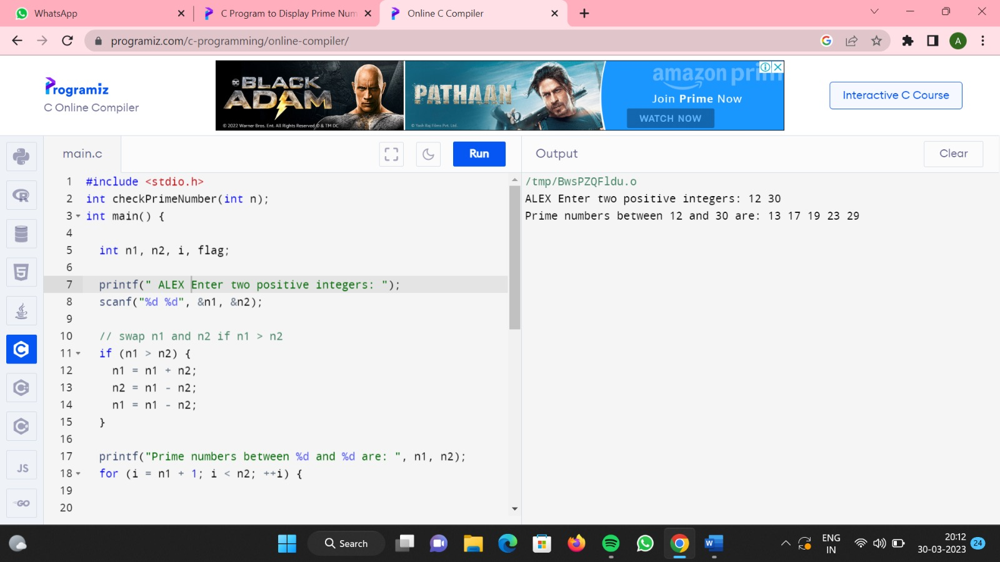 WhatsApp
C Program to Display Prime Num
Online C Compiler
programiz.com/c-programming/online-compiler/
A
Programiz
C Online Compiler
DC
BLACK
ADAM
© 2022 Warner Bros. Ent. All Rights Reserved © & TM DC
PATHAAN
© Yash Raj Films Pvt. Ltd.
amazon prim
Join Prime Now
WATCH NOW
Interactive C Course
main.c
Run
Output
Clear
1 #include <stdio.h>
2 int checkPrimeNumber(int n);
3 int main() {
4
5 int n1, n2, i, flag;
6
7 printf(" ALEX Enter two positive integers: ");
8 scanf("%d %d", &n1, &n2);
9
10 // swap n1 and n2 if n1 > n2
11 if (n1 > n2) {
12 n1 = n1 + n2;
13 n2 = n1 - n2;
14 n1 = n1 - n2;
15 }
16
17 printf("Prime numbers between %d and %d are: ", n1, n2);
18 for (i = n1 + 1; i < n2; ++i) {
19
20
/tmp/BwsPZQFldu.o
ALEX Enter two positive integers: 12 30
Prime numbers between 12 and 30 are: 13 17 19 23 29
R
5
C
C
C
JS
GO
Search
W
ENG
IN
20:12
30-03-2023
24